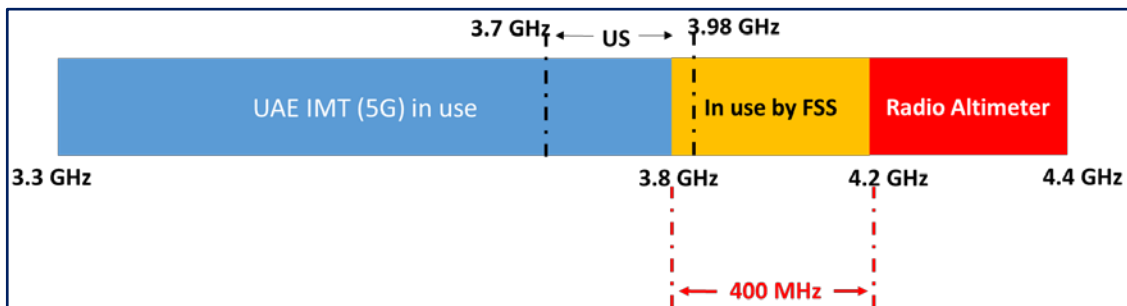 3.7 GHz US 3.98 GHz
UAE IMT (5G) in use In use by FSS Radio Altimeter
3.3 GHz 3.8 GHz 4.2 GHz 4.4 GHz
400 MHz